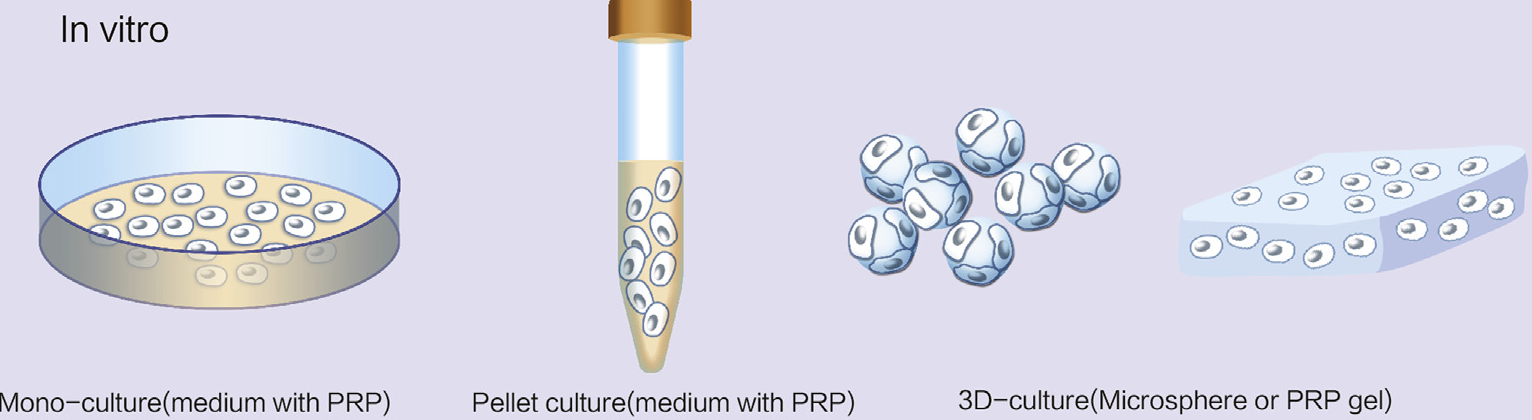 In vitro
Mono-culture(medium with PRP)
Pellet culture(medium with PRP)
3D-culture(Microsphere or PRP gel)